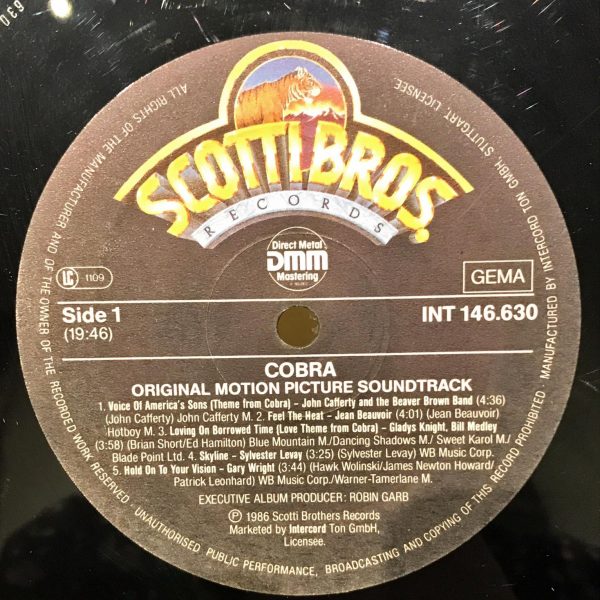 SCOTTI BROS.
RECORDS
Direct Metal
DMM
Mastering
LC 1109
GEMA
Side 1
(19:46)
INT 146.630
COBRA
ORIGINAL MOTION PICTURE SOUNDTRACK
1. Voice Of America's Sons (Theme from Cobra) – John Cafferty and the Beaver Brown Band (4:36)
(John Cafferty) John Cafferty M. 2. Feel The Heat – Jean Beauvoir (4:01) (Jean Beauvoir)
Hotboy M. 3. Loving On Borrowed Time (Love Theme from Cobra) – Gladys Knight, Bill Medley
(3:58) (Brian Short/Ed Hamilton) Blue Mountain M./Dancing Shadows M./ Sweet Karol M./
Blade Point Ltd. 4. Skyline – Sylvester Levay (3:25) (Sylvester Levay) WB Music Corp.
5. Hold On To Your Vision – Gary Wright (3:44) (Hawk Wolinski/James Newton Howard/
Patrick Leonhard) WB Music Corp./Warner-Tamerlane M.
EXECUTIVE ALBUM PRODUCER: ROBIN GARB
Ⓟ 1986 Scotti Brothers Records
Marketed by Intercord Ton GmbH,
Licensee.
ALL RIGHTS OF THE MANUFACTURER AND OF THE OWNER OF THE RECORDED WORK RESERVED. UNAUTHORISED PUBLIC PERFORMANCE, BROADCASTING AND COPYING OF THIS RECORD PROHIBITED. MANUFACTURED BY INTERCORD TON GMBH, STUTTGART, LICENSEE.